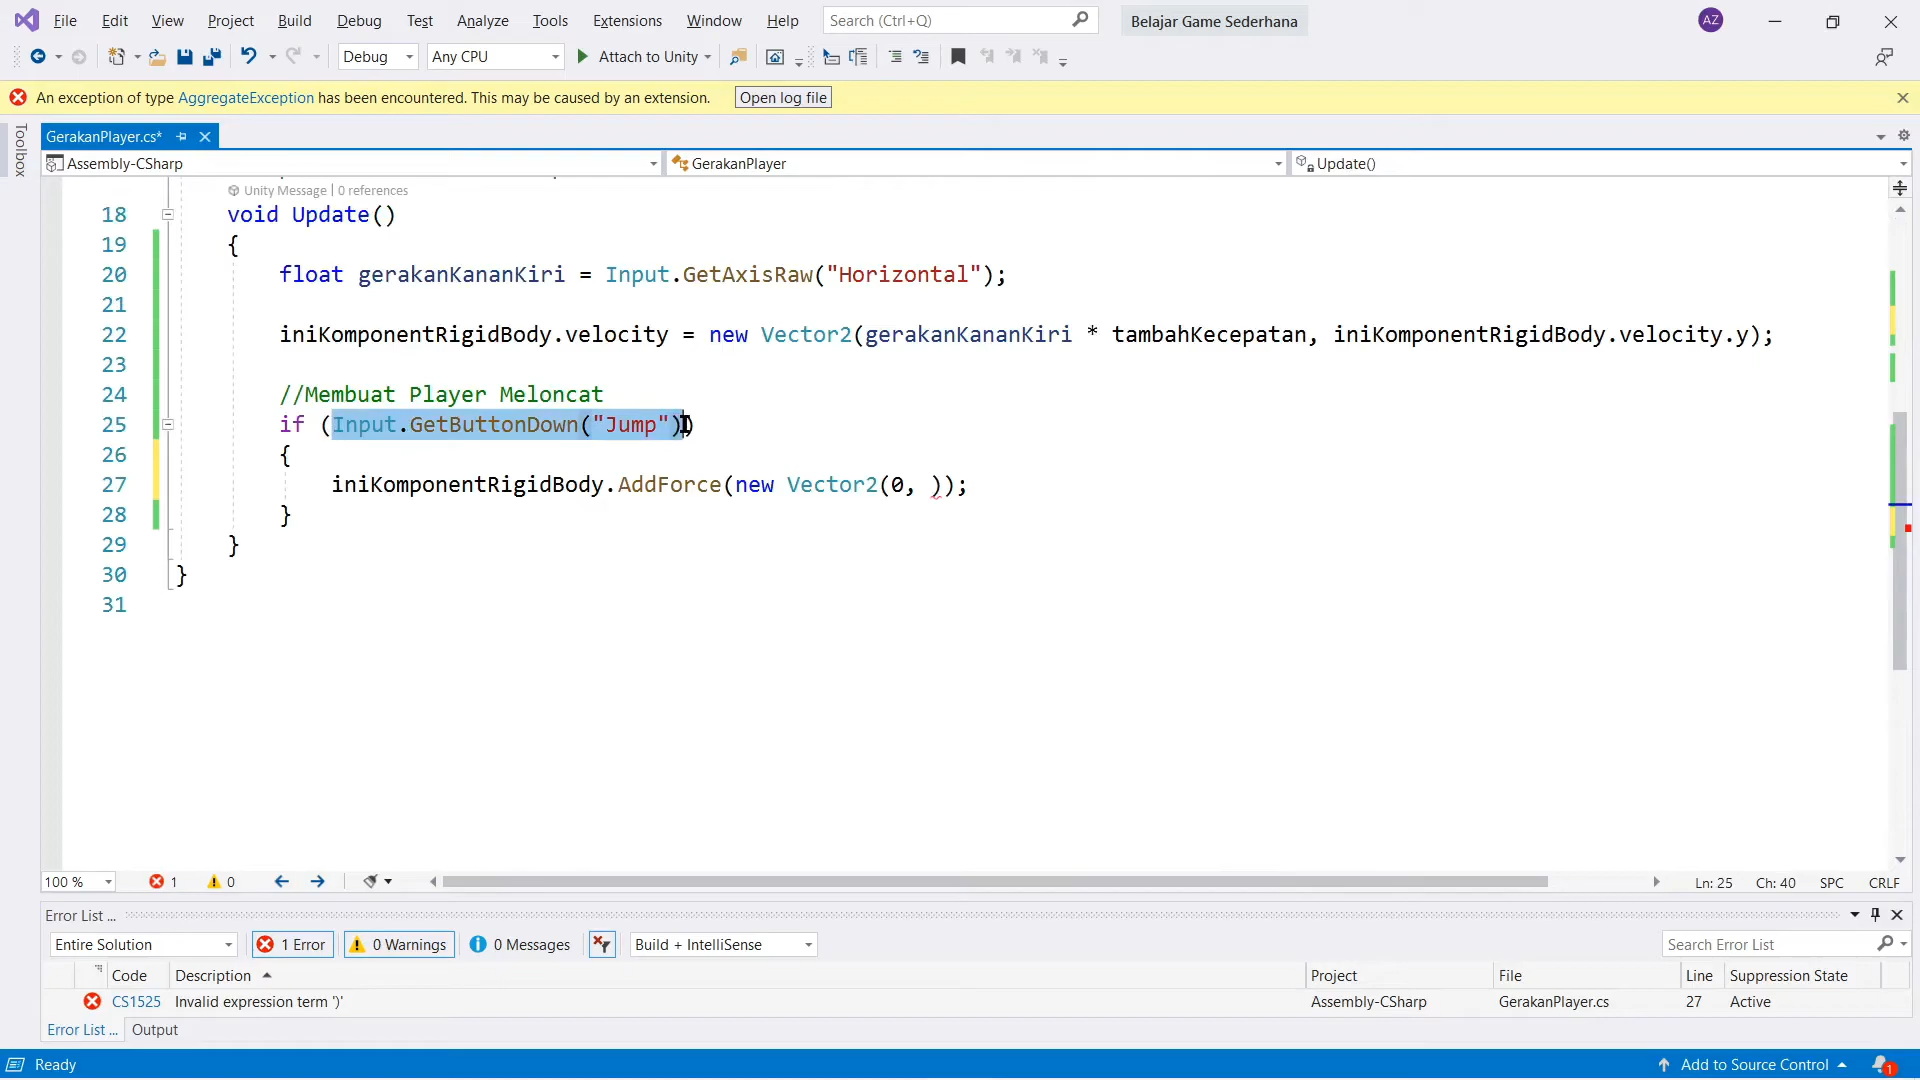 File Edit View Project Build Debug Test Analyze Tools Extensions Window Help Search (Ctrl+Q) Belajar Game Sederhana AZ
Debug Any CPU Attach to Unity
An exception of type AggregateException has been encountered. This may be caused by an extension. Open log file
Toolbox
GerakanPlayer.cs*
Assembly-CSharp GerakanPlayer Update()
Unity Message | 0 references
18 void Update()
19 {
20 float gerakanKananKiri = Input.GetAxisRaw("Horizontal");
21
22 iniKomponentRigidBody.velocity = new Vector2(gerakanKananKiri * tambahKecepatan, iniKomponentRigidBody.velocity.y);
23
24 //Membuat Player Meloncat
25 if (Input.GetButtonDown("Jump"))
26 {
27 iniKomponentRigidBody.AddForce(new Vector2(0, ));
28 }
29 }
30 }
31
100 % 1 0 Ln: 25 Ch: 40 SPC CRLF
Error List ...
Entire Solution 1 Error 0 Warnings 0 Messages Build + IntelliSense Search Error List
Code Description Project File Line Suppression State
CS1525 Invalid expression term ')' Assembly-CSharp GerakanPlayer.cs 27 Active
Error List ... Output
Ready Add to Source Control 1